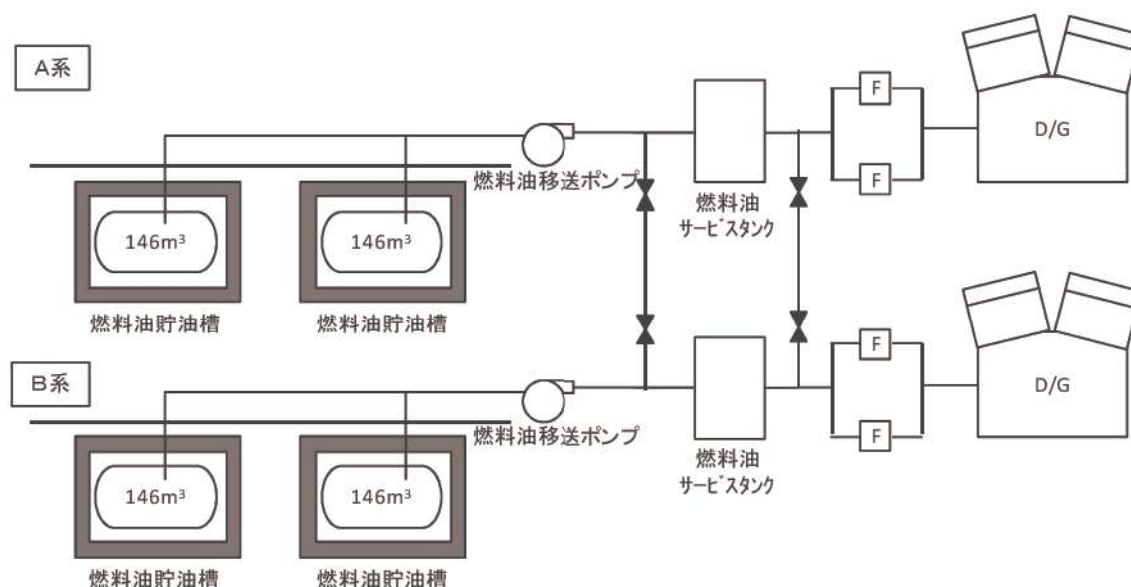 A系
F
D/G
燃料油移送ポンプ
F
146m³
146m³
燃料油
サービスタンク
燃料油貯油槽
燃料油貯油槽
B系
F
D/G
燃料油移送ポンプ
F
146m³
146m³
燃料油
サービスタンク
燃料油貯油槽
燃料油貯油槽